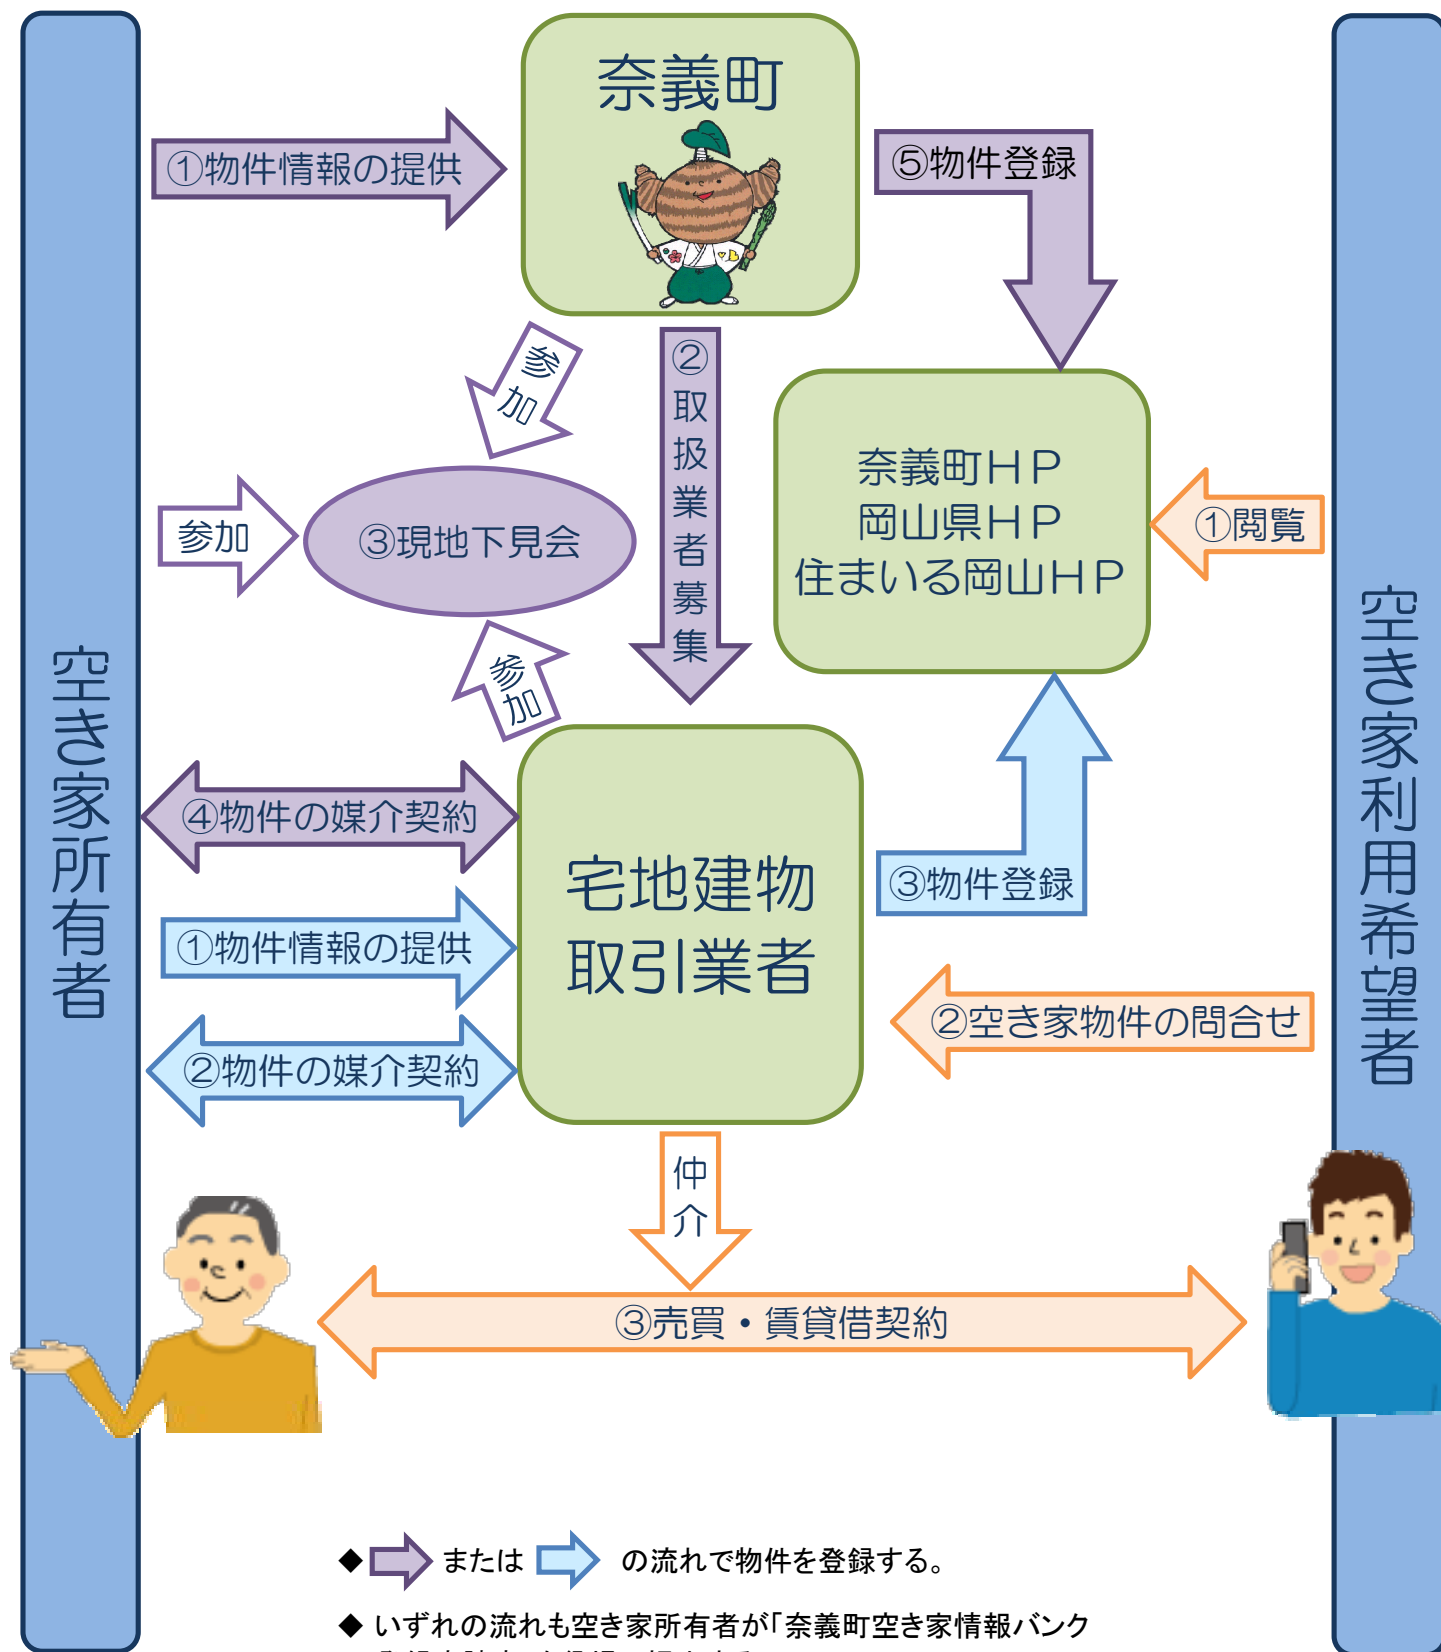 奈義町
①物件情報の提供
⑤物件登録
参加
②取扱業者募集
奈義町HP
岡山県HP
住まいる岡山HP
①閲覧
参加
③現地下見会
参加
空き家所有者
空き家利用希望者
④物件の媒介契約
宅地建物
取引業者
③物件登録
①物件情報の提供
②空き家物件の問合せ
②物件の媒介契約
仲介
③売買・賃貸借契約
◆ または の流れで物件を登録する。
◆ いずれの流れも空き家所有者が「奈義町空き家情報バンク